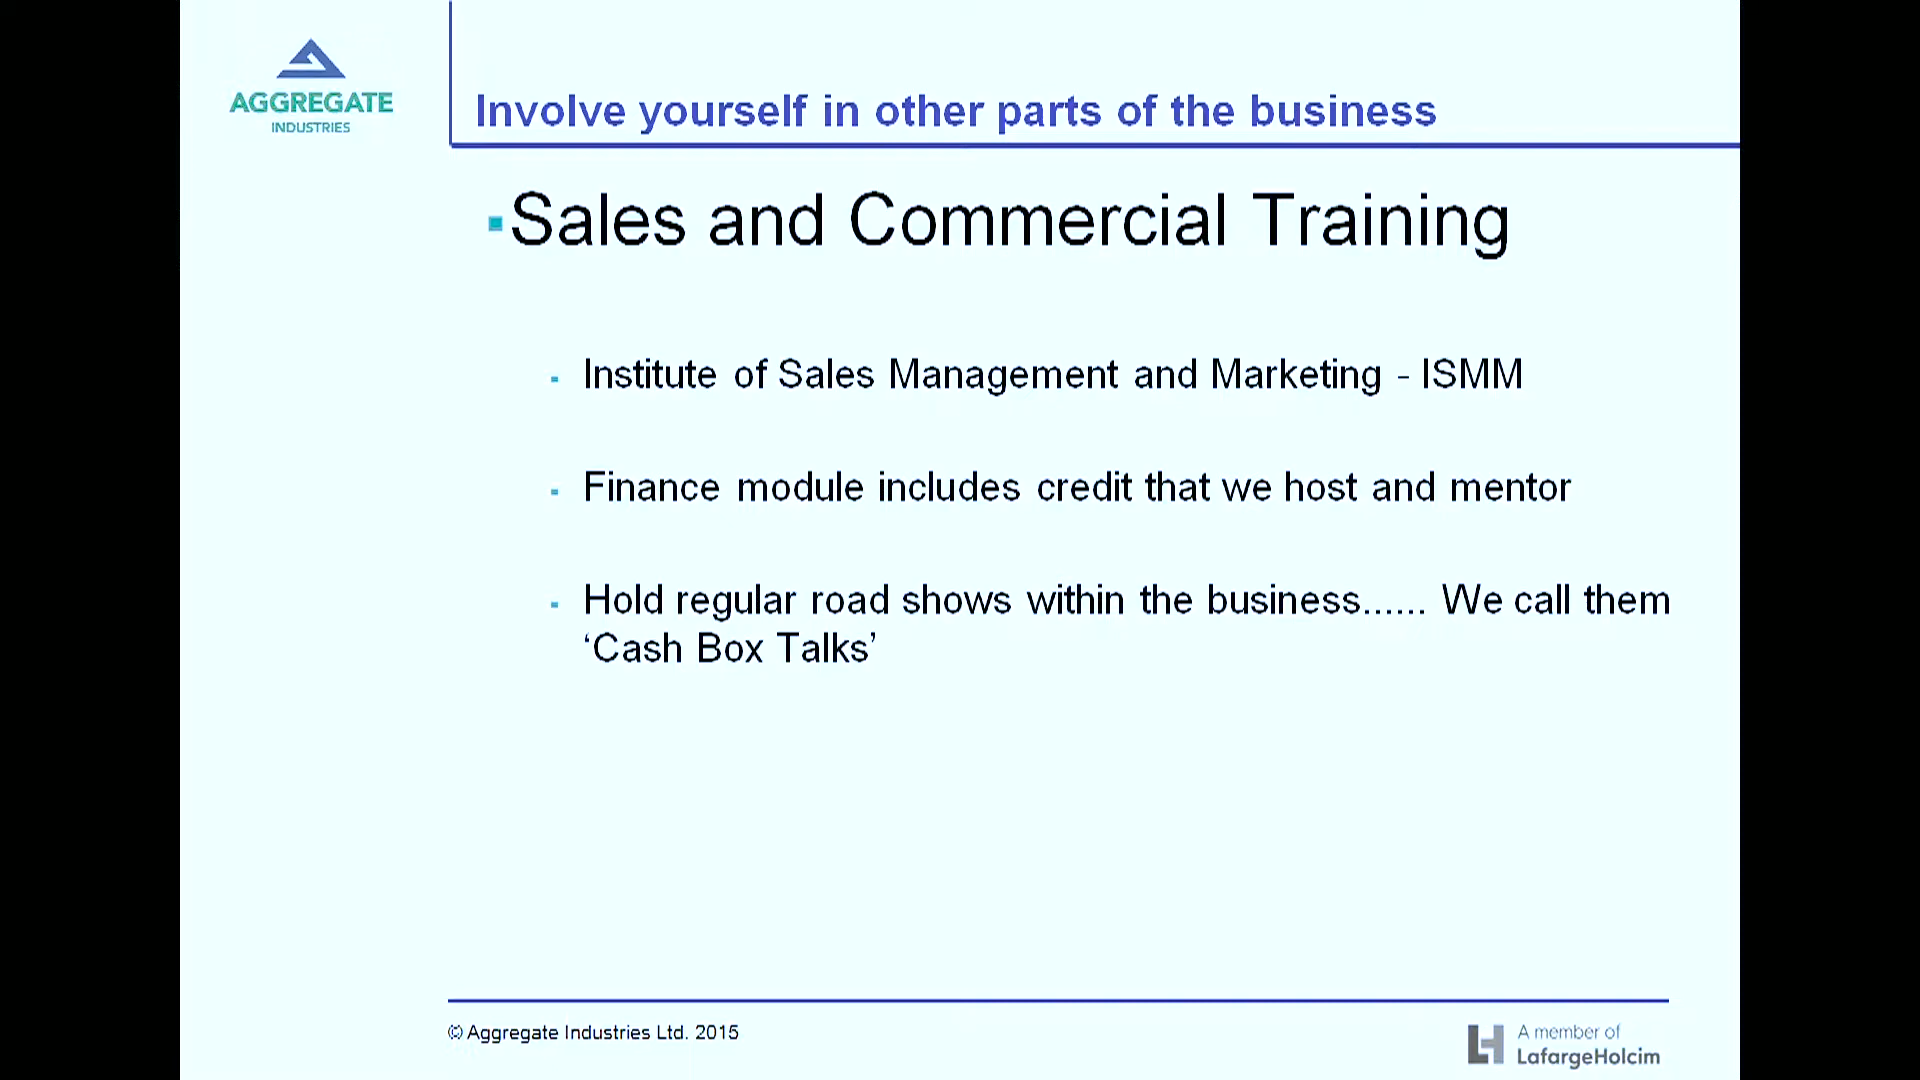 AGGREGATE
INDUSTRIES
Involve yourself in other parts of the business
Sales and Commercial Training
- Institute of Sales Management and Marketing - ISMM
- Finance module includes credit that we host and mentor
- Hold regular road shows within the business...... We call them
‘Cash Box Talks’
© Aggregate Industries Ltd. 2015
A member of
LafargeHolcim